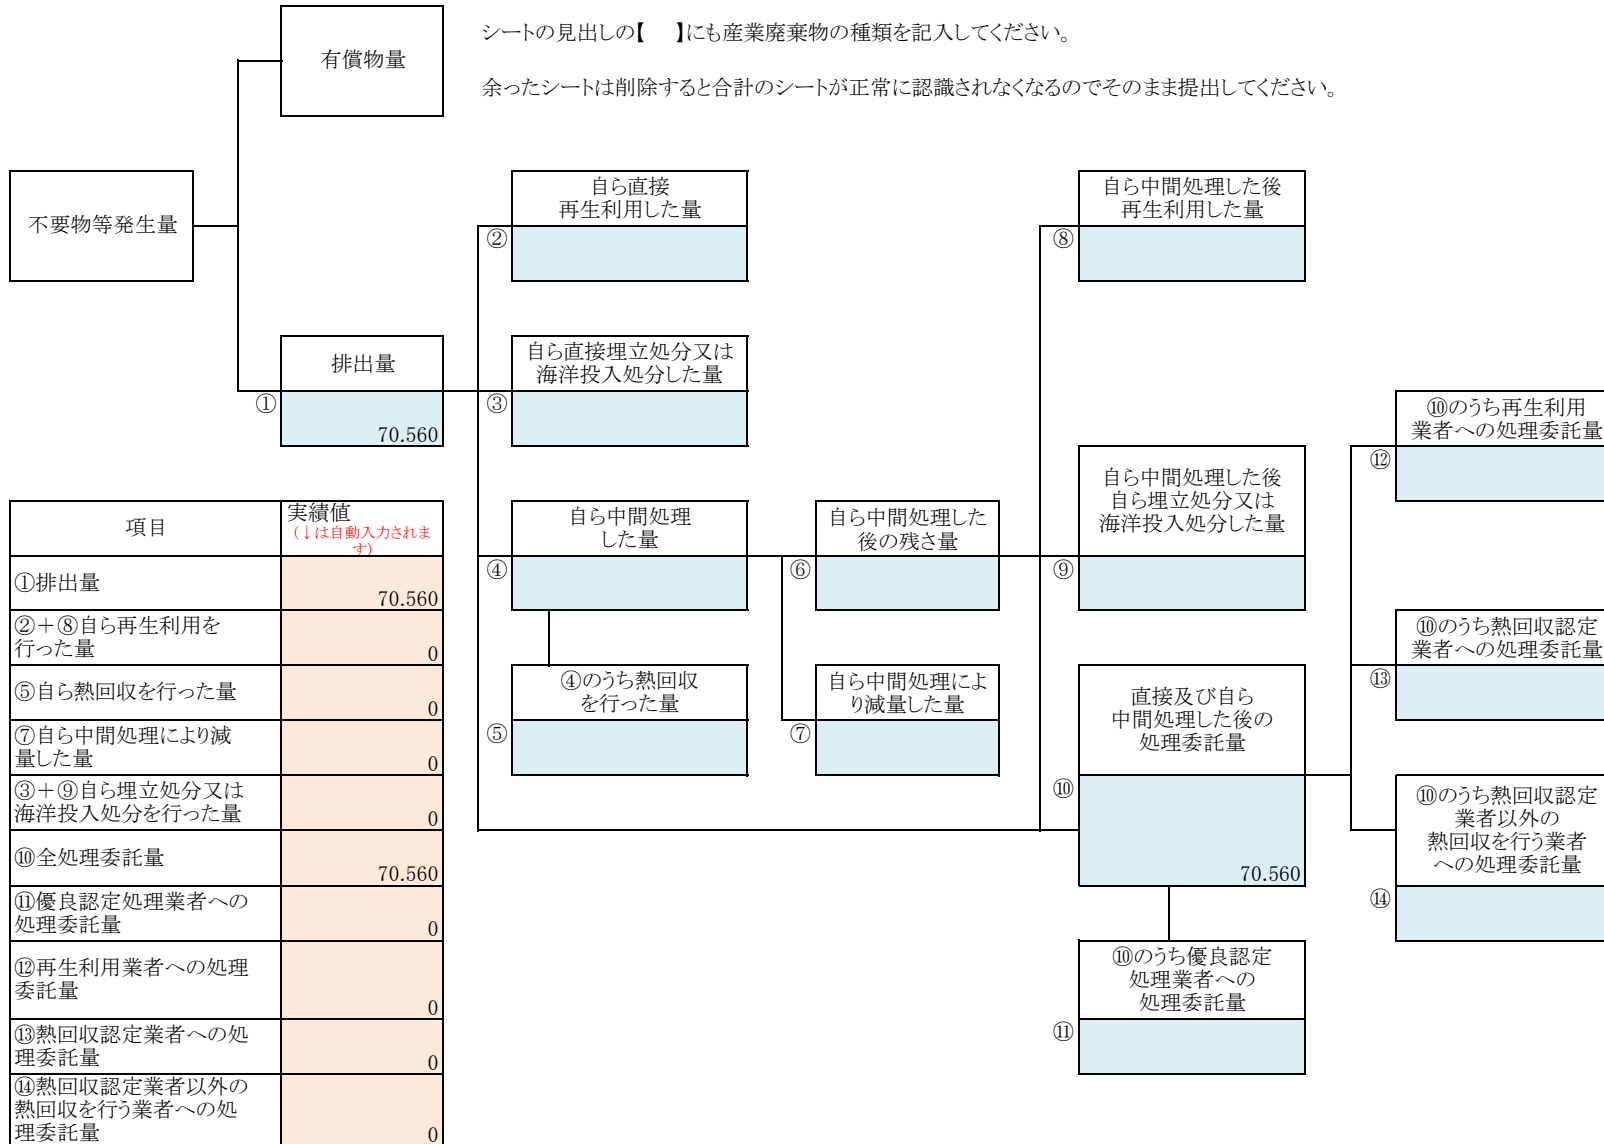 シートの見出しの【　】にも産業廃棄物の種類を記入してください。
余ったシートは削除すると合計のシートが正常に認識されなくなるのでそのまま提出してください。
有償物量
不要物等発生量
排出量
①
70.560
自ら直接
再生利用した量
②
自ら直接埋立処分又は
海洋投入処分した量
③
自ら中間処理
した量
④
④のうち熱回収
を行った量
⑤
自ら中間処理した
後の残さ量
⑥
自ら中間処理によ
り減量した量
⑦
自ら中間処理した後
再生利用した量
⑧
自ら中間処理した後
自ら埋立処分又は
海洋投入処分した量
⑨
直接及び自ら
中間処理した後の
処理委託量
⑩
70.560
⑩のうち優良認定
処理業者への
処理委託量
⑪
⑩のうち再生利用
業者への処理委託量
⑫
⑩のうち熱回収認定
業者への処理委託量
⑬
⑩のうち熱回収認定
業者以外の
熱回収を行う業者
への処理委託量
⑭
項目
実績値
(↓は自動入力されま
す)
①排出量
70.560
②＋⑧自ら再生利用を
行った量
0
⑤自ら熱回収を行った量
0
⑦自ら中間処理により減
量した量
0
③＋⑨自ら埋立処分又は
海洋投入処分を行った量
0
⑩全処理委託量
70.560
⑪優良認定処理業者への
処理委託量
0
⑫再生利用業者への処理
委託量
0
⑬熱回収認定業者への処
理委託量
0
⑭熱回収認定業者以外の
熱回収を行う業者への処
理委託量
0